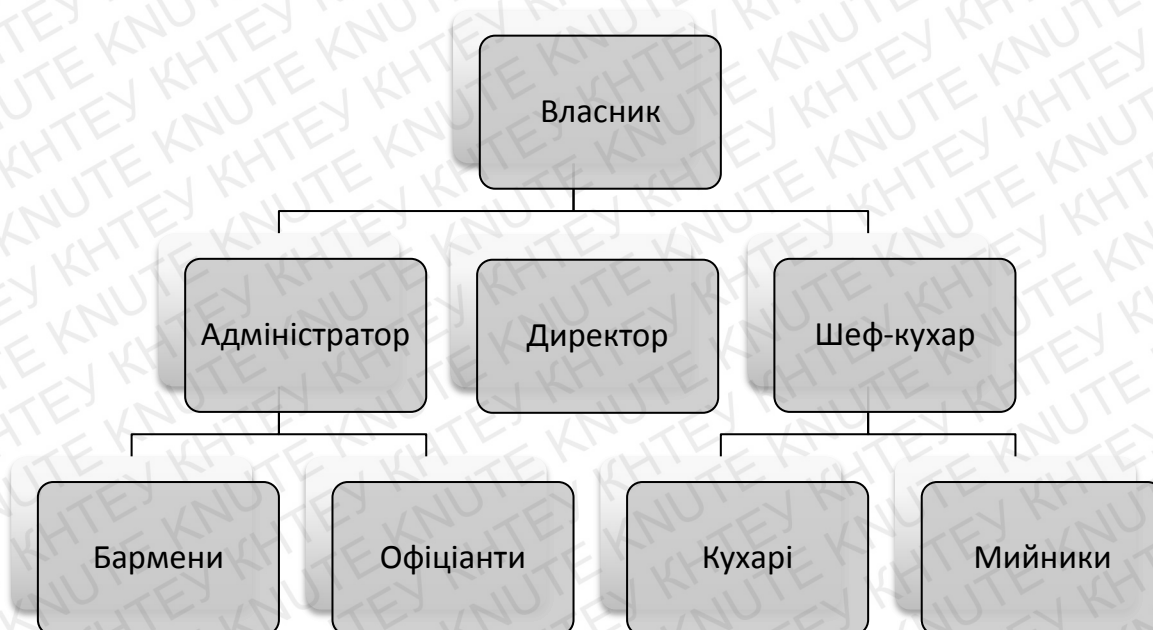 Власник
Адміністратор
Директор
Шеф-кухар
Бармени
Офіціанти
Кухарі
Мийники